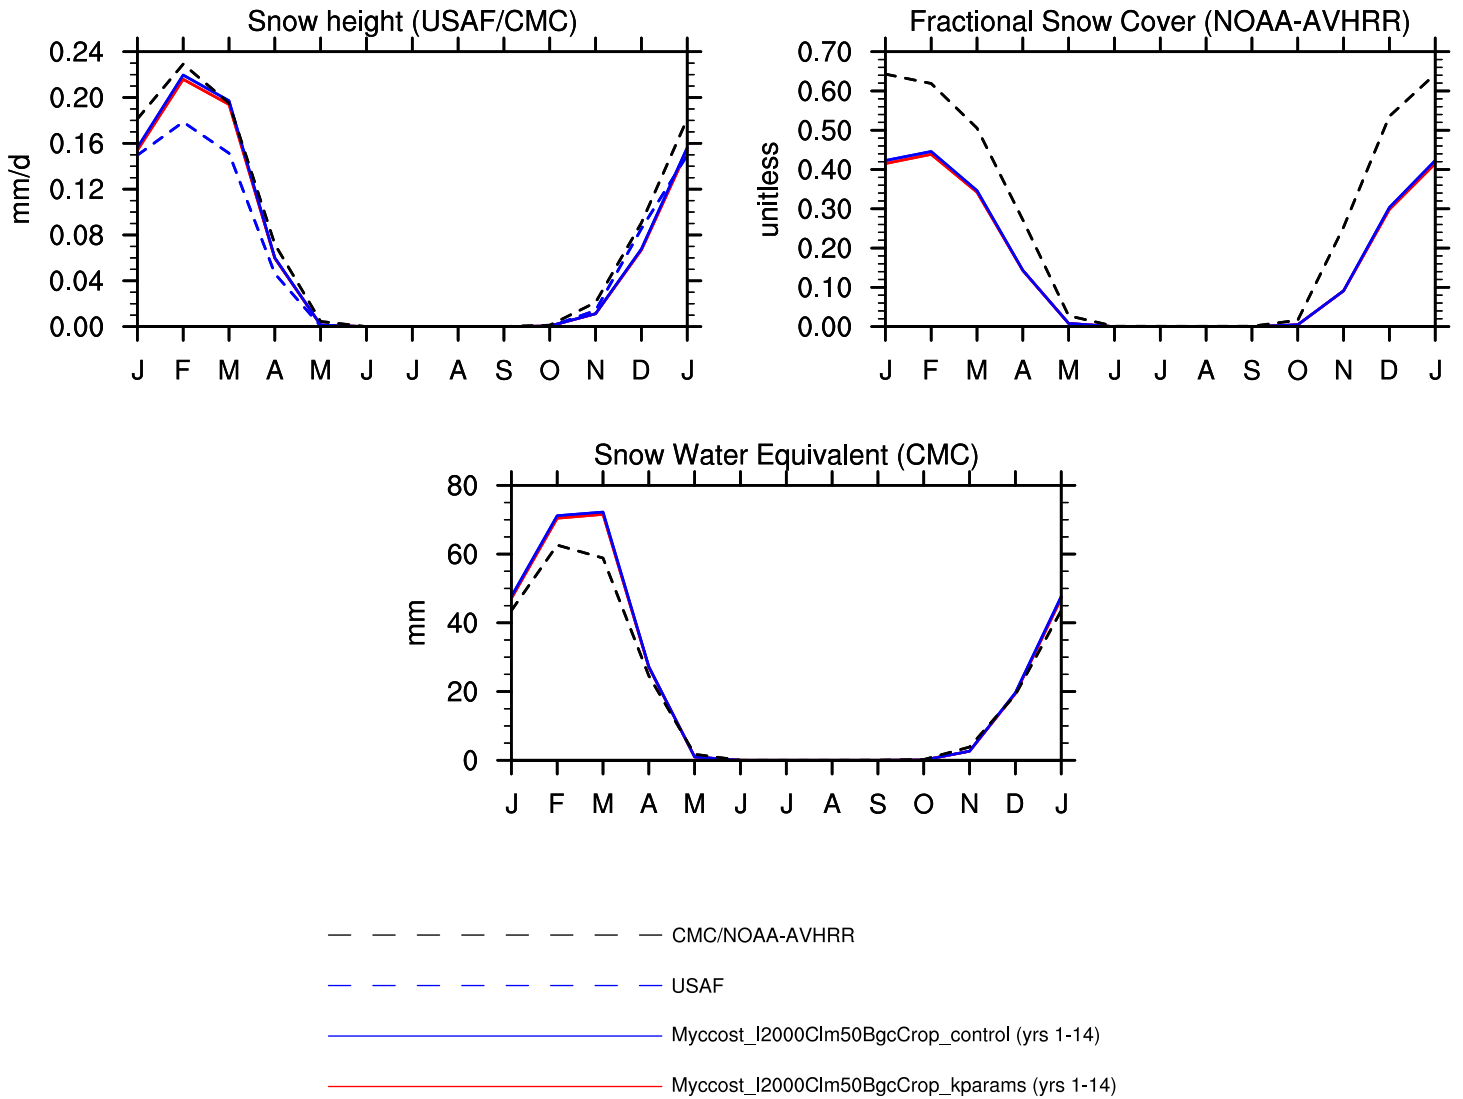 Snow height (USAF/CMC)
mm/d
0.24
0.20
0.16
0.12
0.08
0.04
0.00
J F M A M J J A S O N D J
Fractional Snow Cover (NOAA-AVHRR)
unitless
0.70
0.60
0.50
0.40
0.30
0.20
0.10
0.00
J F M A M J J A S O N D J
Snow Water Equivalent (CMC)
mm
80
60
40
20
0
J F M A M J J A S O N D J
CMC/NOAA-AVHRR
USAF
Myccost_I2000Clm50BgcCrop_control (yrs 1-14)
Myccost_I2000Clm50BgcCrop_kparams (yrs 1-14)